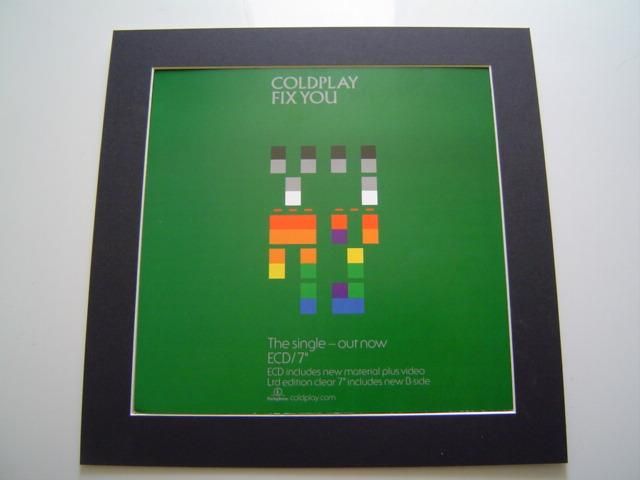 COLDPLAY
FIX YOU
The single – out now
ECD/7"
ECD includes new material plus video
Ltd edition clear 7" includes new B-side
Parlophone coldplay.com